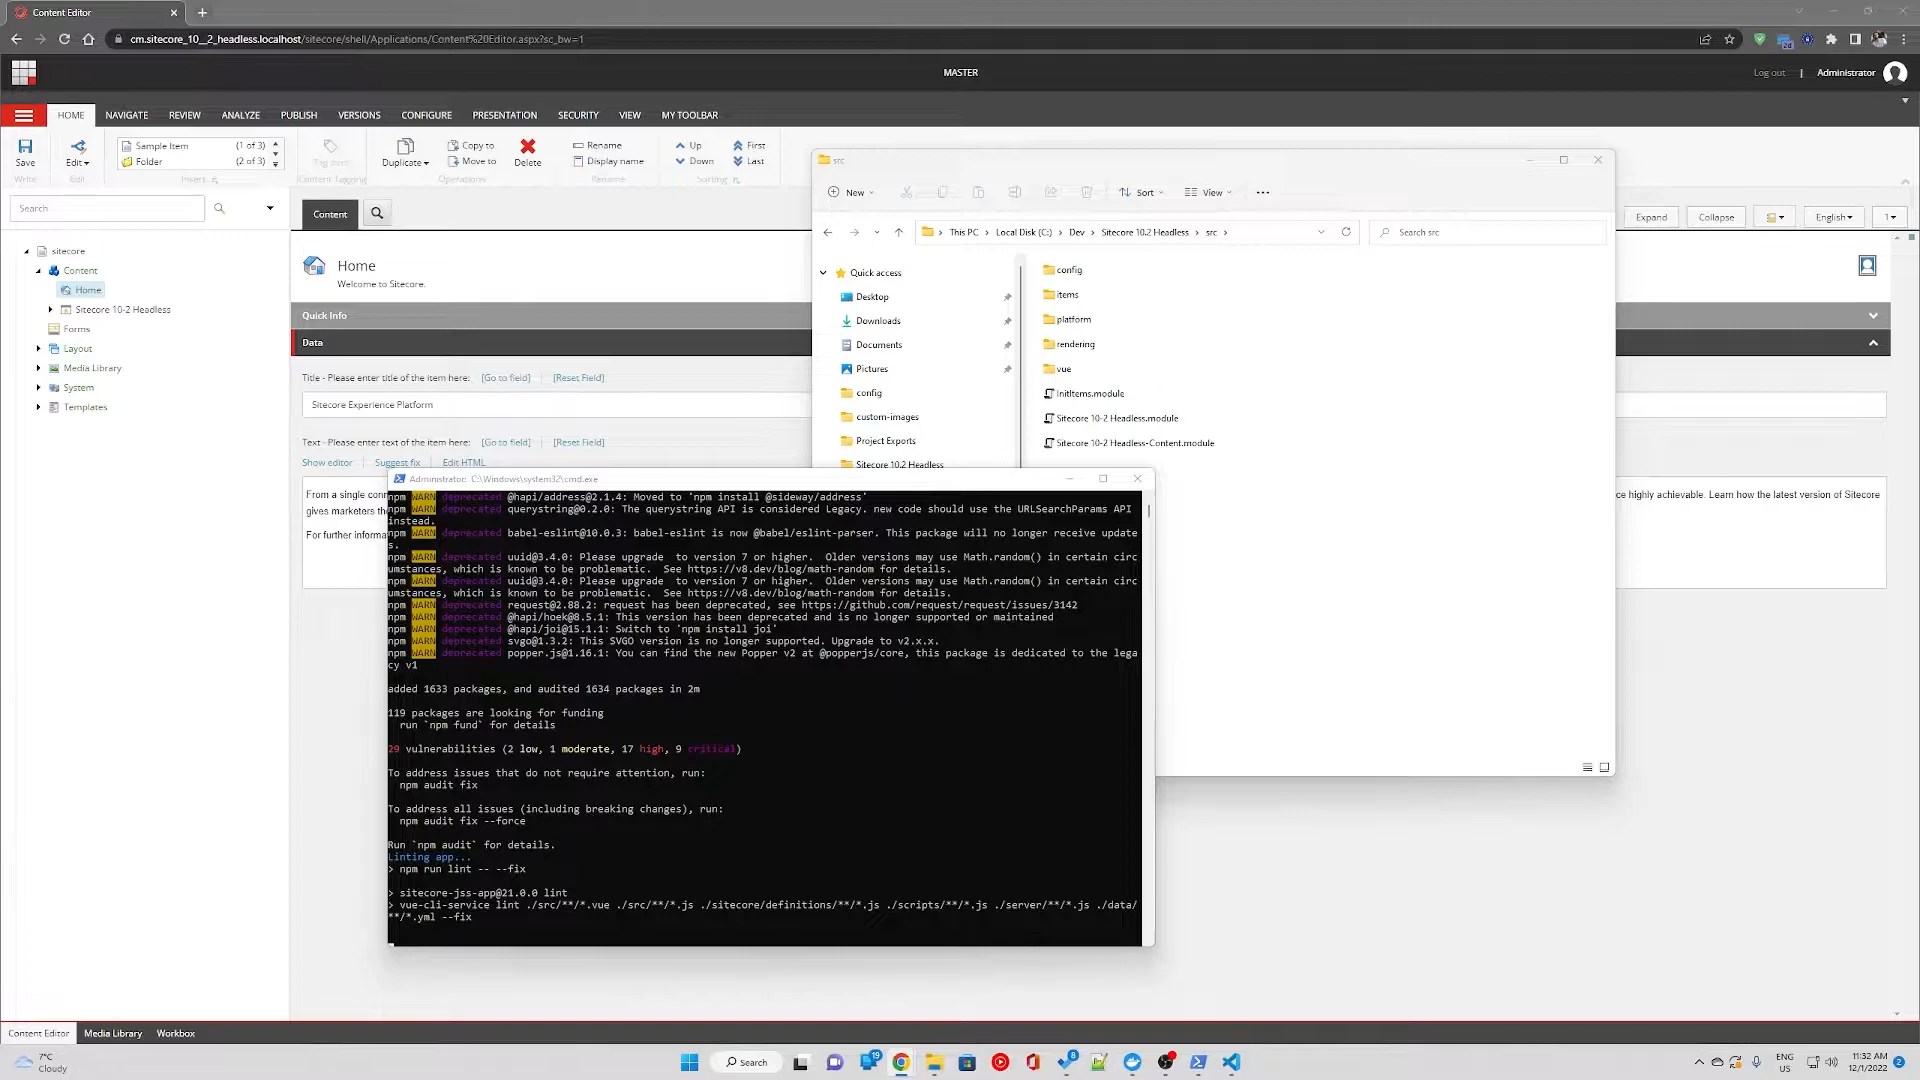 Content Editor
cm.sitecore_10__2_headless.localhost/sitecore/shell/Applications/Content%20Editor.aspx?sc_bw=1
MASTER
Log out | Administrator
HOME NAVIGATE REVIEW ANALYZE PUBLISH VERSIONS CONFIGURE PRESENTATION SECURITY VIEW MY TOOLBAR
Save
Write
Edit
Edit
Sample Item (1 of 3)
Folder (2 of 3)
Insert
Tag item
Content Tagging
Duplicate
Copy to
Move to
Delete
Operations
Rename
Display name
Rename
Up First
Down Last
Sorting
Search
Content
Expand Collapse English 1
sitecore
Content
Home
Sitecore 10-2 Headless
Forms
Layout
Media Library
System
Templates
Home
Welcome to Sitecore.
Quick Info
Data
Title - Please enter title of the item here: [Go to field] [Reset Field]
Sitecore Experience Platform
Text - Please enter text of the item here: [Go to field] [Reset Field]
Show editor Suggest fix Edit HTML
From a single conn
ce highly achievable. Learn how the latest version of Sitecore
gives marketers th
For further informa
src
New Sort View
This PC > Local Disk (C:) > Dev > Sitecore 10.2 Headless > src >
Search src
Quick access
Desktop
Downloads
Documents
Pictures
config
custom-images
Project Exports
Sitecore 10.2 Headless
config
items
platform
rendering
vue
InitItems.module
Sitecore 10-2 Headless.module
Sitecore 10-2 Headless-Content.module
Administrator: C:\Windows\system32\cmd.exe
npm WARN deprecated @hapi/address@2.1.4: Moved to 'npm install @sideway/address'
npm WARN deprecated querystring@0.2.0: The querystring API is considered Legacy. new code should use the URLSearchParams API
instead.
npm WARN deprecated babel-eslint@10.0.3: babel-eslint is now @babel/eslint-parser. This package will no longer receive update
s.
npm WARN deprecated uuid@3.4.0: Please upgrade  to version 7 or higher.  Older versions may use Math.random() in certain circ
umstances, which is known to be problematic.  See https://v8.dev/blog/math-random for details.
npm WARN deprecated uuid@3.4.0: Please upgrade  to version 7 or higher.  Older versions may use Math.random() in certain circ
umstances, which is known to be problematic.  See https://v8.dev/blog/math-random for details.
npm WARN deprecated request@2.88.2: request has been deprecated, see https://github.com/request/request/issues/3142
npm WARN deprecated @hapi/hoek@8.5.1: This version has been deprecated and is no longer supported or maintained
npm WARN deprecated @hapi/joi@15.1.1: Switch to 'npm install joi'
npm WARN deprecated svgo@1.3.2: This SVGO version is no longer supported. Upgrade to v2.x.x.
npm WARN deprecated popper.js@1.16.1: You can find the new Popper v2 at @popperjs/core, this package is dedicated to the lega
cy v1
added 1633 packages, and audited 1634 packages in 2m
119 packages are looking for funding
run `npm fund` for details
29 vulnerabilities (2 low, 1 moderate, 17 high, 9 critical)
To address issues that do not require attention, run:
npm audit fix
To address all issues (including breaking changes), run:
npm audit fix --force
Run `npm audit` for details.
Linting app...
> npm run lint -- --fix
> sitecore-jss-app@21.0.0 lint
> vue-cli-service lint ./src/**/*.vue ./src/**/*.js ./sitecore/definitions/**/*.js ./scripts/**/*.js ./server/**/*.js ./data/
**/*.yml --fix
Content Editor Media Library Workbox
7°C
Cloudy
Search
19
8
ENG
US
11:32 AM
12/1/2022
2